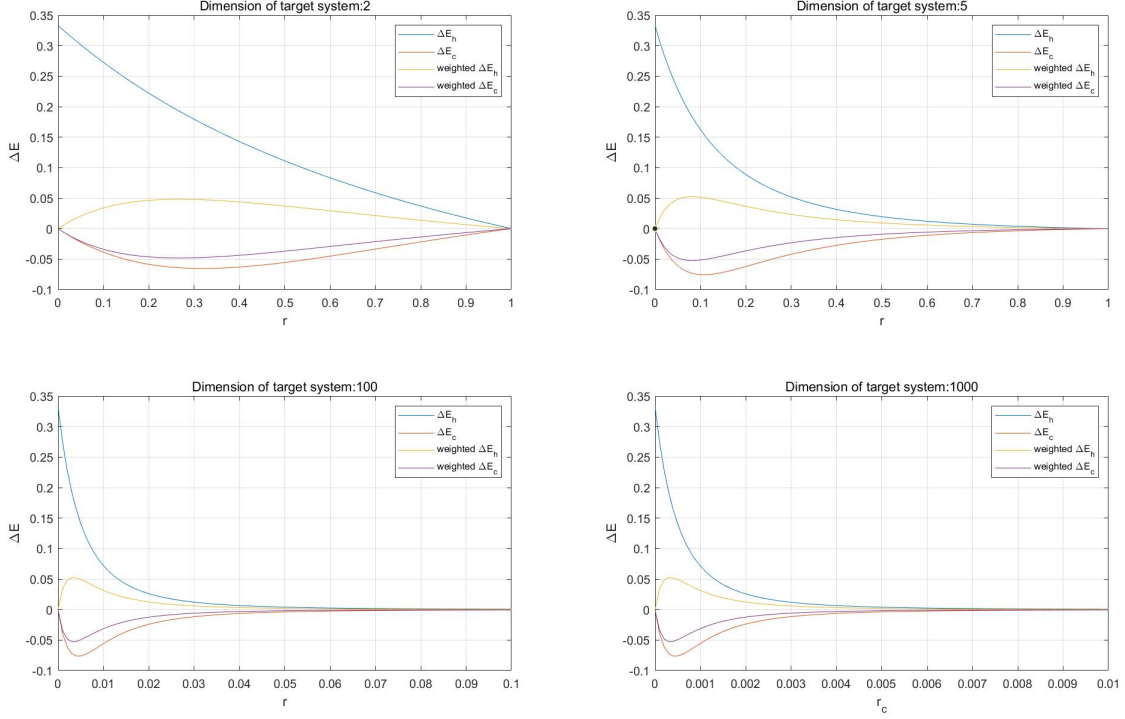 Dimension of target system:2
0.35
0.3
0.25
0.2
0.15
0.1
0.05
0
-0.05
-0.1
ΔE
ΔE_h
ΔE_c
weighted ΔE_h
weighted ΔE_c
0 0.1 0.2 0.3 0.4 0.5 0.6 0.7 0.8 0.9 1
r
Dimension of target system:5
0.35
0.3
0.25
0.2
0.15
0.1
0.05
0
-0.05
-0.1
ΔE
ΔE_h
ΔE_c
weighted ΔE_h
weighted ΔE_c
0 0.1 0.2 0.3 0.4 0.5 0.6 0.7 0.8 0.9 1
r
Dimension of target system:100
0.35
0.3
0.25
0.2
0.15
0.1
0.05
0
-0.05
-0.1
ΔE
ΔE_h
ΔE_c
weighted ΔE_h
weighted ΔE_c
0 0.01 0.02 0.03 0.04 0.05 0.06 0.07 0.08 0.09 0.1
r
Dimension of target system:1000
0.35
0.3
0.25
0.2
0.15
0.1
0.05
0
-0.05
-0.1
ΔE
ΔE_h
ΔE_c
weighted ΔE_h
weighted ΔE_c
0 0.001 0.002 0.003 0.004 0.005 0.006 0.007 0.008 0.009 0.01
r_c